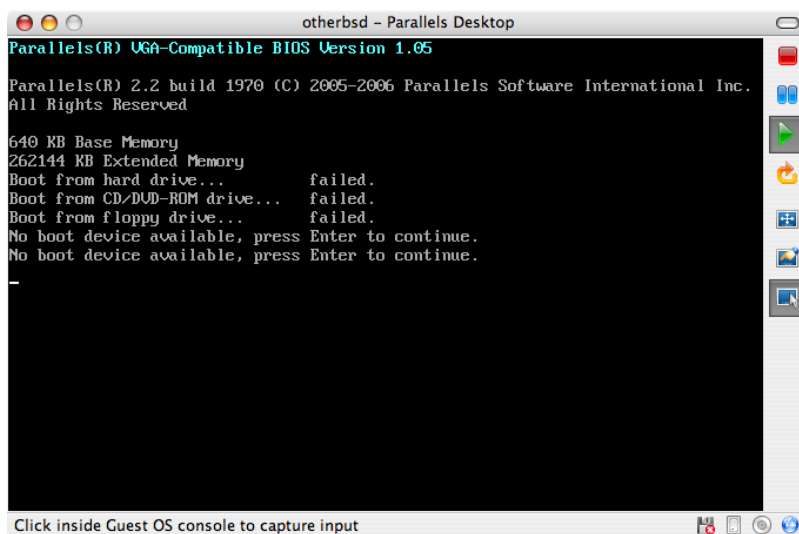 otherbsd – Parallels Desktop
Parallels(R) VGA-Compatible BIOS Version 1.05
Parallels(R) 2.2 build 1970 (C) 2005-2006 Parallels Software International Inc.
All Rights Reserved
640 KB Base Memory
262144 KB Extended Memory
Boot from hard drive... failed.
Boot from CD/DVD-ROM drive... failed.
Boot from floppy drive... failed.
No boot device available, press Enter to continue.
No boot device available, press Enter to continue.
Click inside Guest OS console to capture input